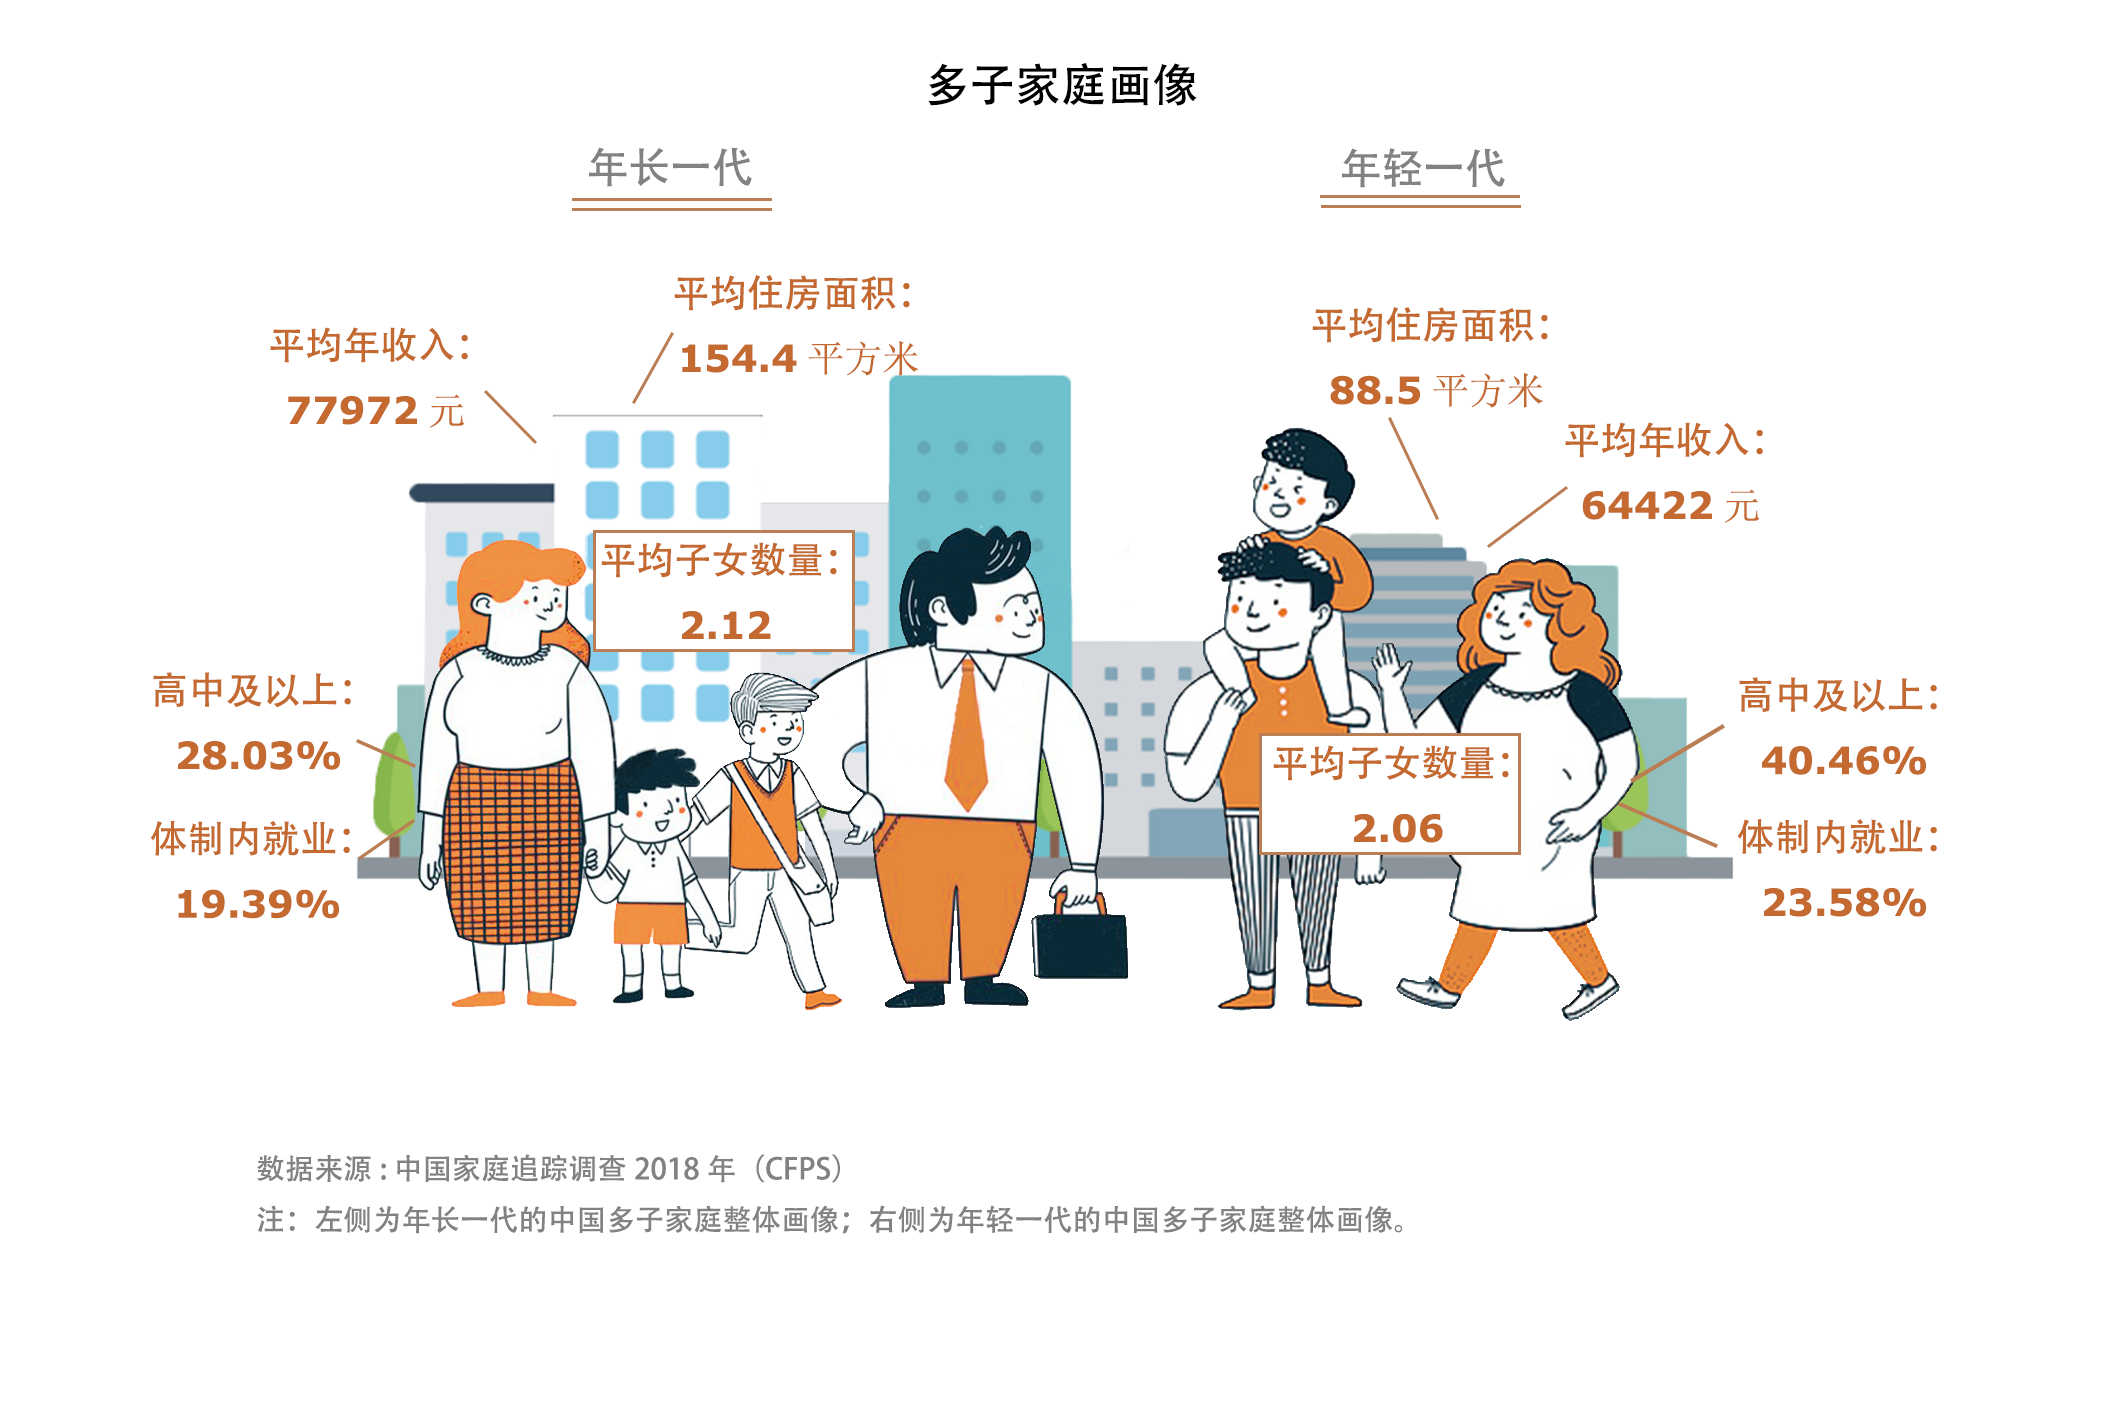 多子家庭画像
年长一代
年轻一代
平均住房面积：
154.4 平方米
平均年收入：
77972 元
平均子女数量：
2.12
高中及以上：
28.03%
体制内就业：
19.39%
平均住房面积：
88.5 平方米
平均年收入：
64422 元
平均子女数量：
2.06
高中及以上：
40.46%
体制内就业：
23.58%
数据来源：中国家庭追踪调查 2018 年（CFPS）
注：左侧为年长一代的中国多子家庭整体画像；右侧为年轻一代的中国多子家庭整体画像。